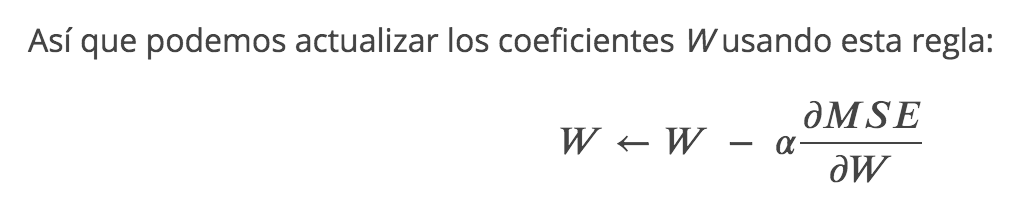 Así que podemos actualizar los coeficientes W usando esta regla:
W ← W − α ∂MSE/∂W